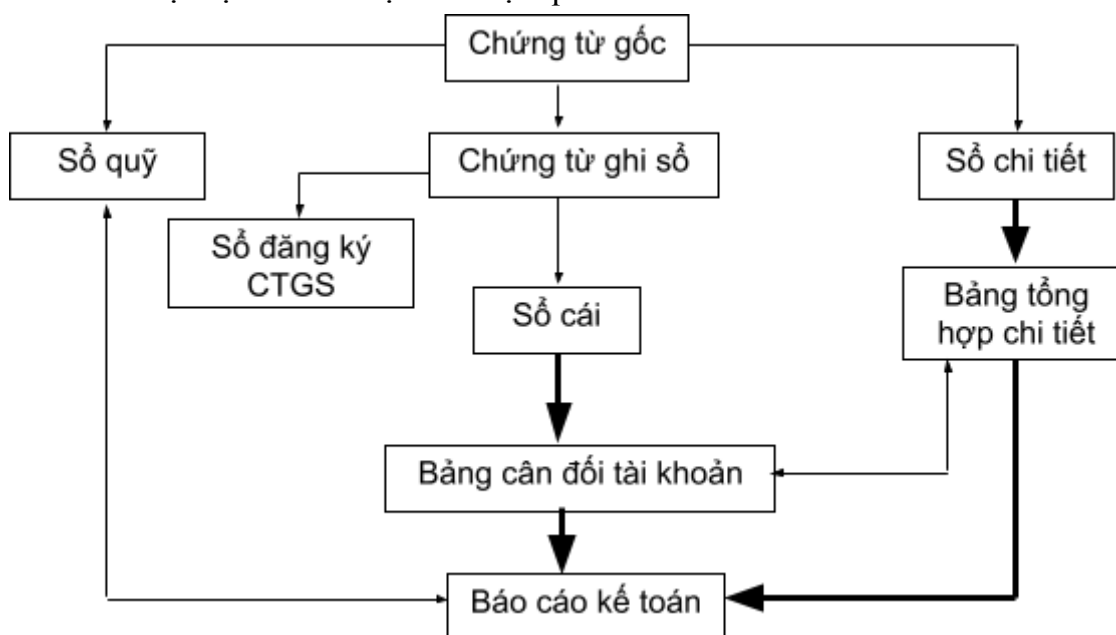 Chứng từ gốc
Sổ quỹ
Chứng từ ghi sổ
Sổ chi tiết
Sổ đăng ký
CTGS
Sổ cái
Bảng tổng
hợp chi tiết
Bảng cân đối tài khoản
Báo cáo kế toán